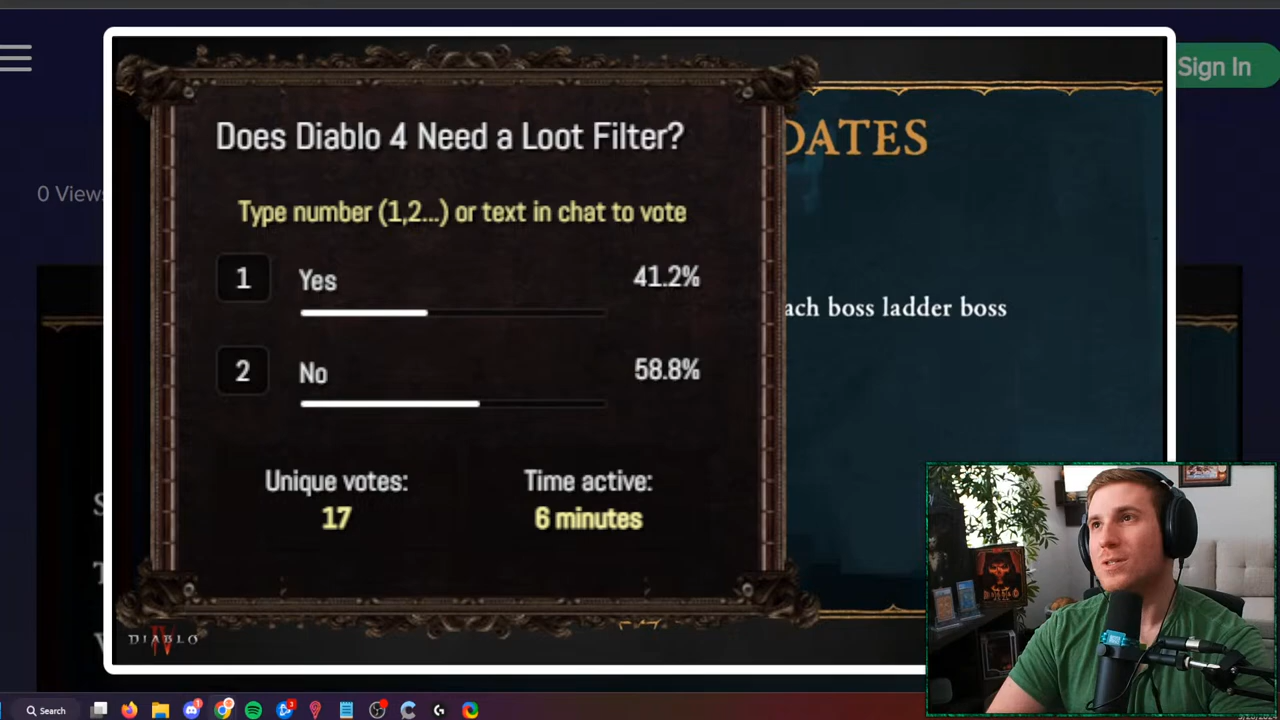 Sign In
DATES
0 Views
Does Diablo 4 Need a Loot Filter?
Type number (1,2...) or text in chat to vote
1 Yes 41.2%
2 No 58.8%
ach boss ladder boss
Unique votes: Time active:
17 6 minutes
DIABLO
IV
Search